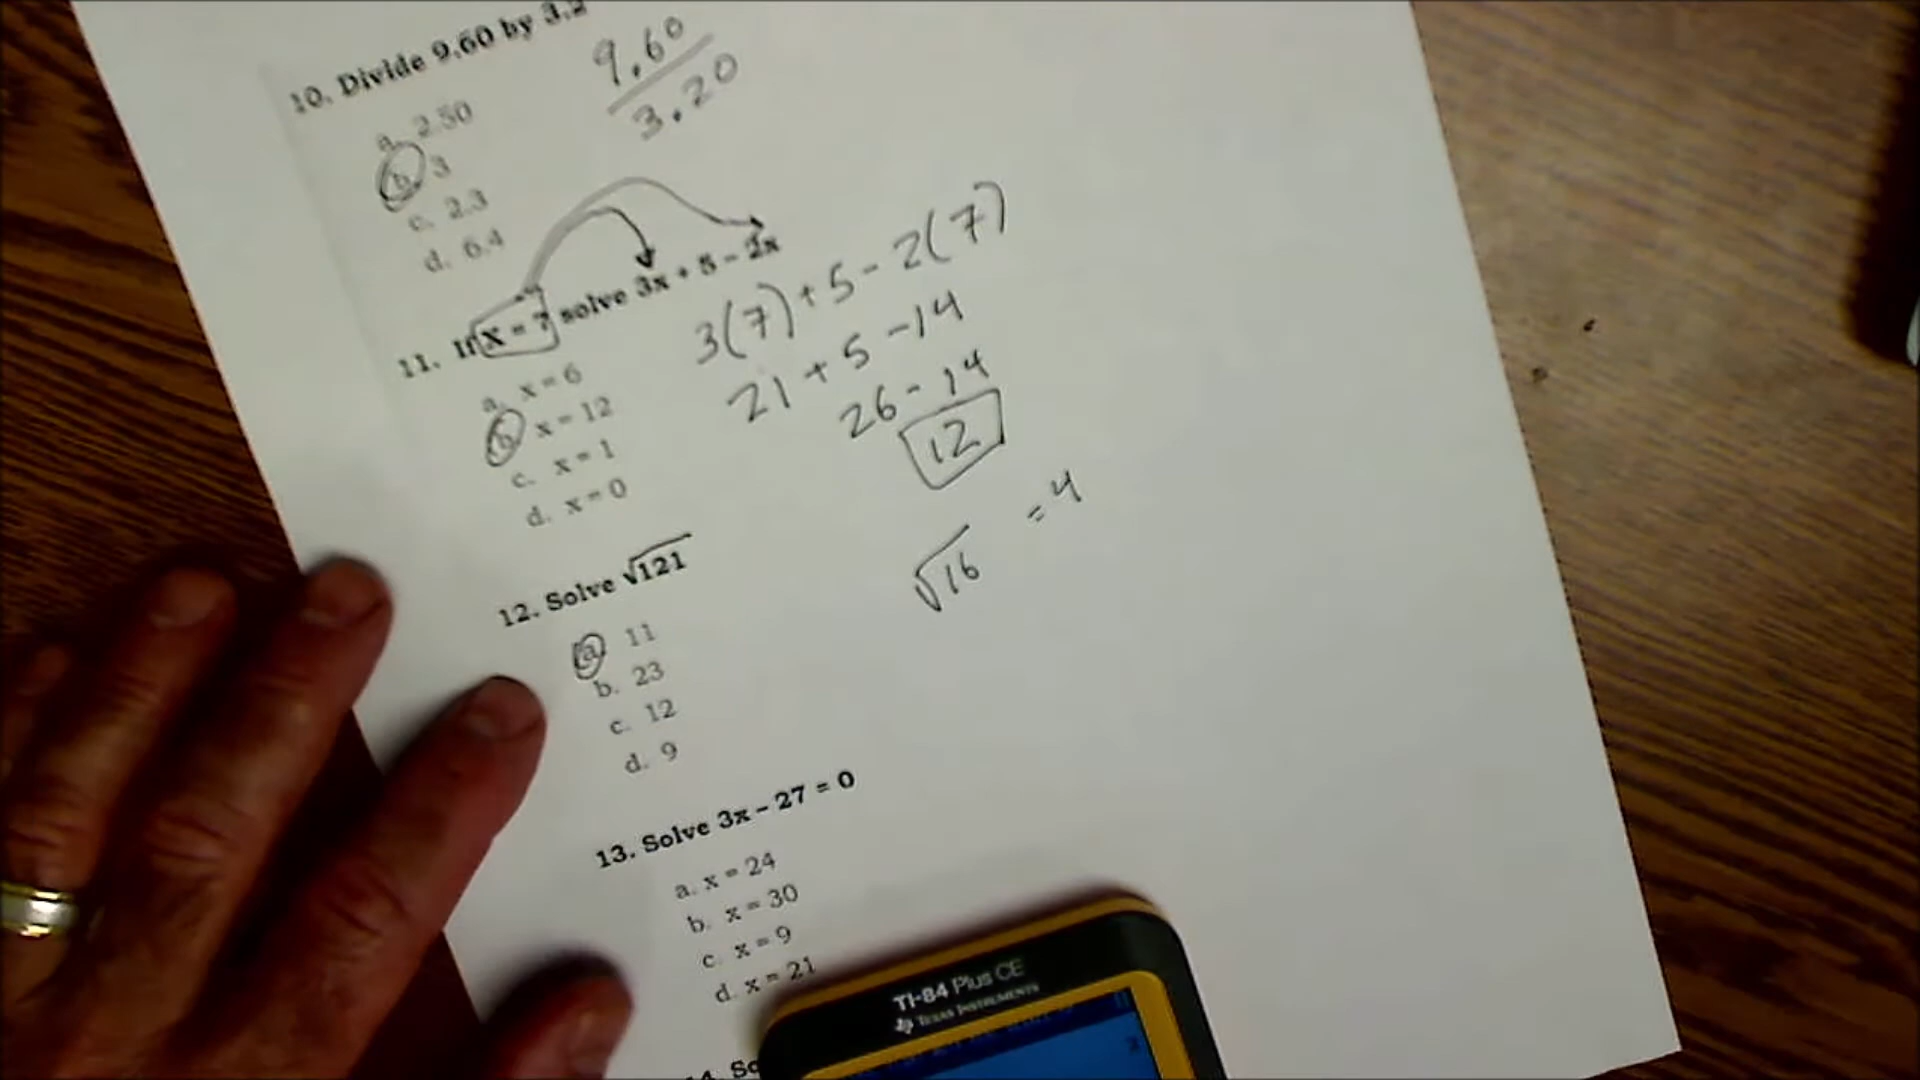 10. Divide 9.60 by 3.2
9.60
3.20
a. 2.50
b. 3
c. 2.3
d. 6.4
11. If x = 7 solve 3x + 5 - 2x
3(7) + 5 - 2(7)
21 + 5 - 14
26 - 14
12
a. x = 6
b. x = 12
c. x = 1
d. x = 0
12. Solve √121
√16 = 4
a. 11
b. 23
c. 12
d. 9
13. Solve 3x – 27 = 0
a. x = 24
b. x = 30
c. x = 9
d. x = 21
TI-84 Plus CE
TEXAS INSTRUMENTS